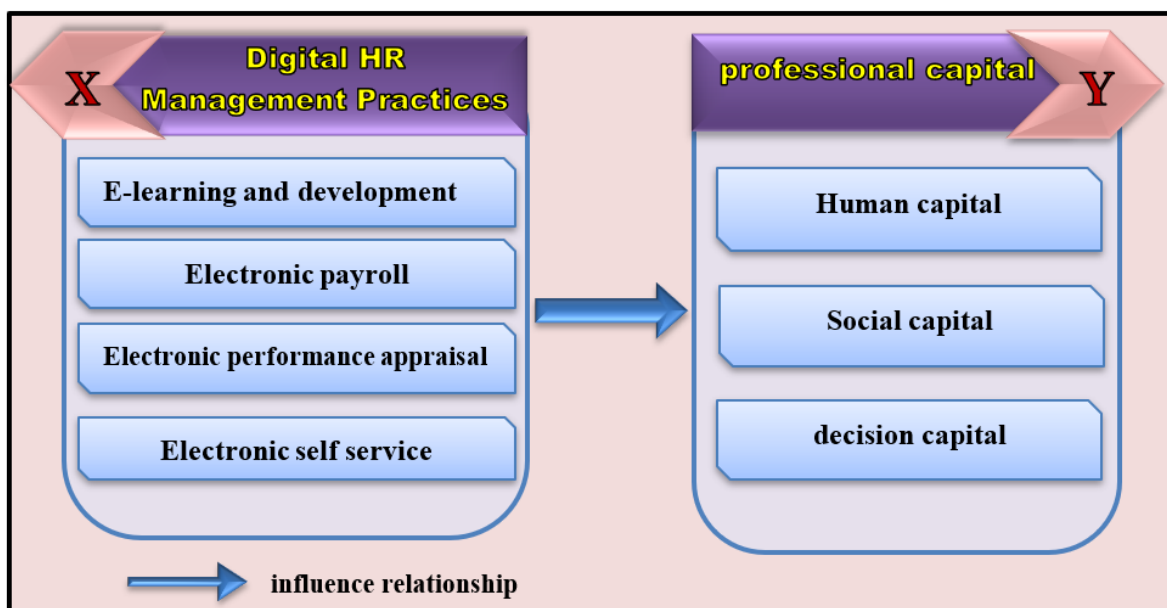 X
Digital HR
Management Practices
E-learning and development
Electronic payroll
Electronic performance appraisal
Electronic self service
professional capital
Y
Human capital
Social capital
decision capital
influence relationship